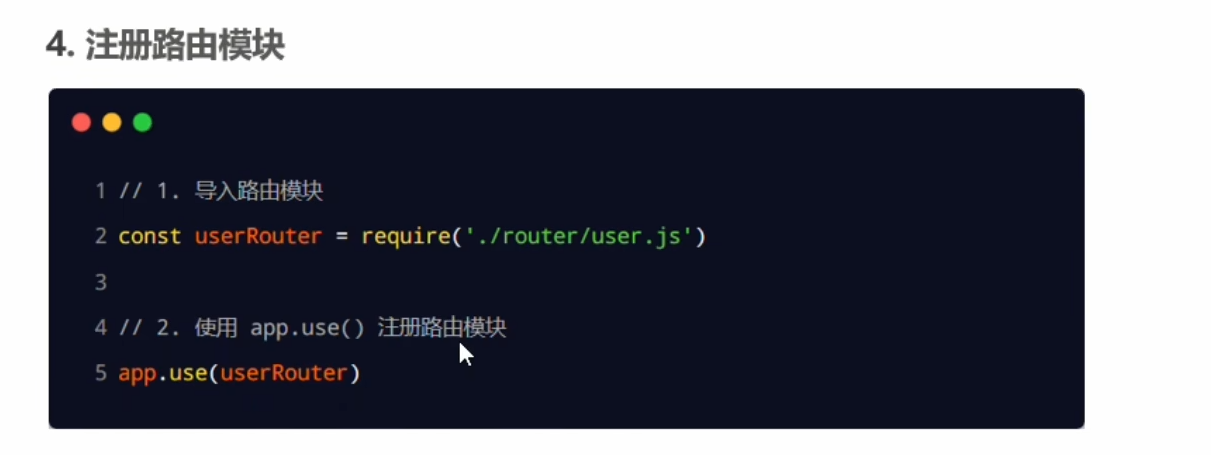 4. 注册路由模块
1 // 1. 导入路由模块
2 const userRouter = require('./router/user.js')
3
4 // 2. 使用 app.use() 注册路由模块
5 app.use(userRouter)